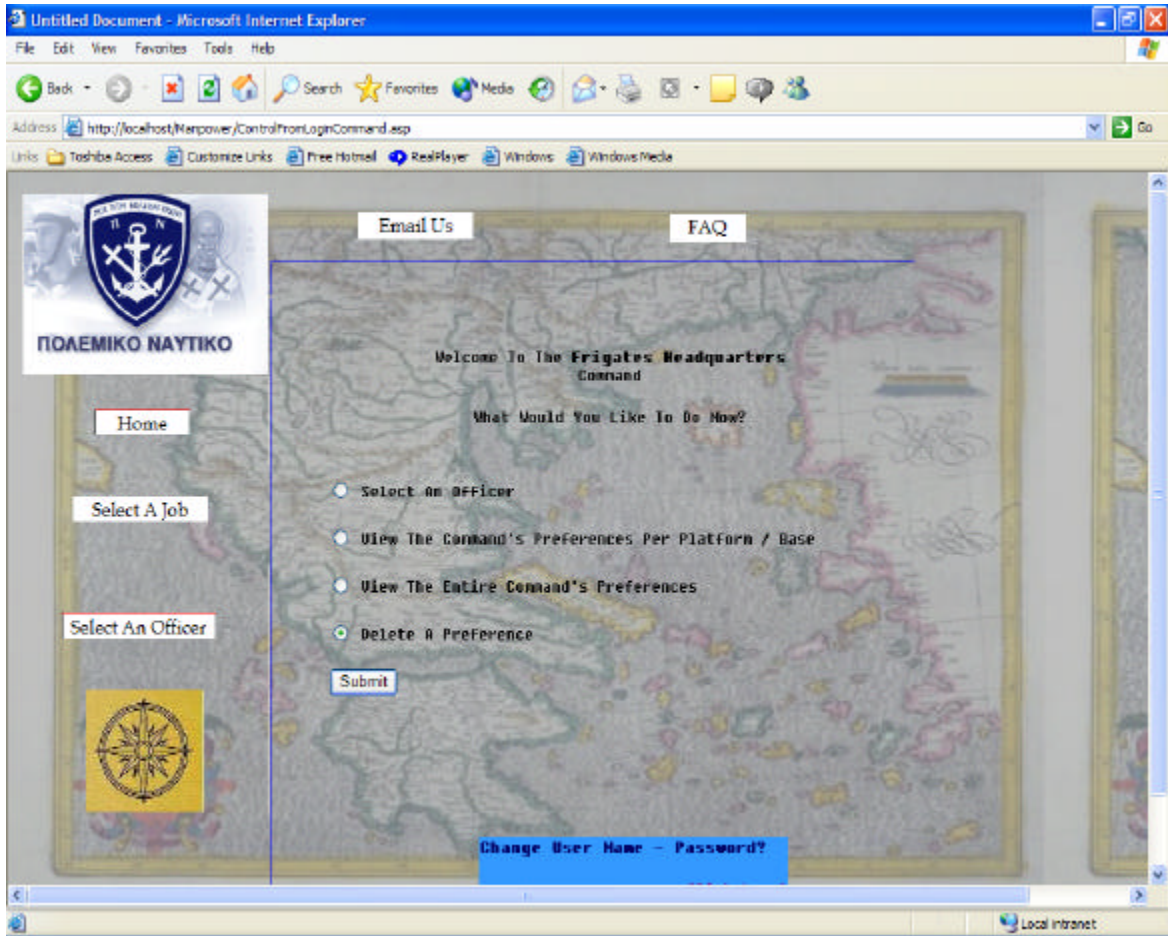 Untitled Document - Microsoft Internet Explorer
File Edit View Favorites Tools Help
Back Search Favorites Media
Address http://localhost/Manpower/ControlFromLoginCommand.asp Go
Links Toshiba Access Customize Links Free Hotmail RealPlayer Windows Windows Media
Π Ν
ΠΟΛΕΜΙΚΟ ΝΑΥΤΙΚΟ
Email Us FAQ
Welcome To The Frigates Headquarters
Command
What Would You Like To Do Now?
Home
Select A Job
Select An Officer
Select An Officer
View The Command's Preferences Per Platform / Base
View The Entire Command's Preferences
Delete A Preference
Submit
Change User Name - Password?
Local intranet